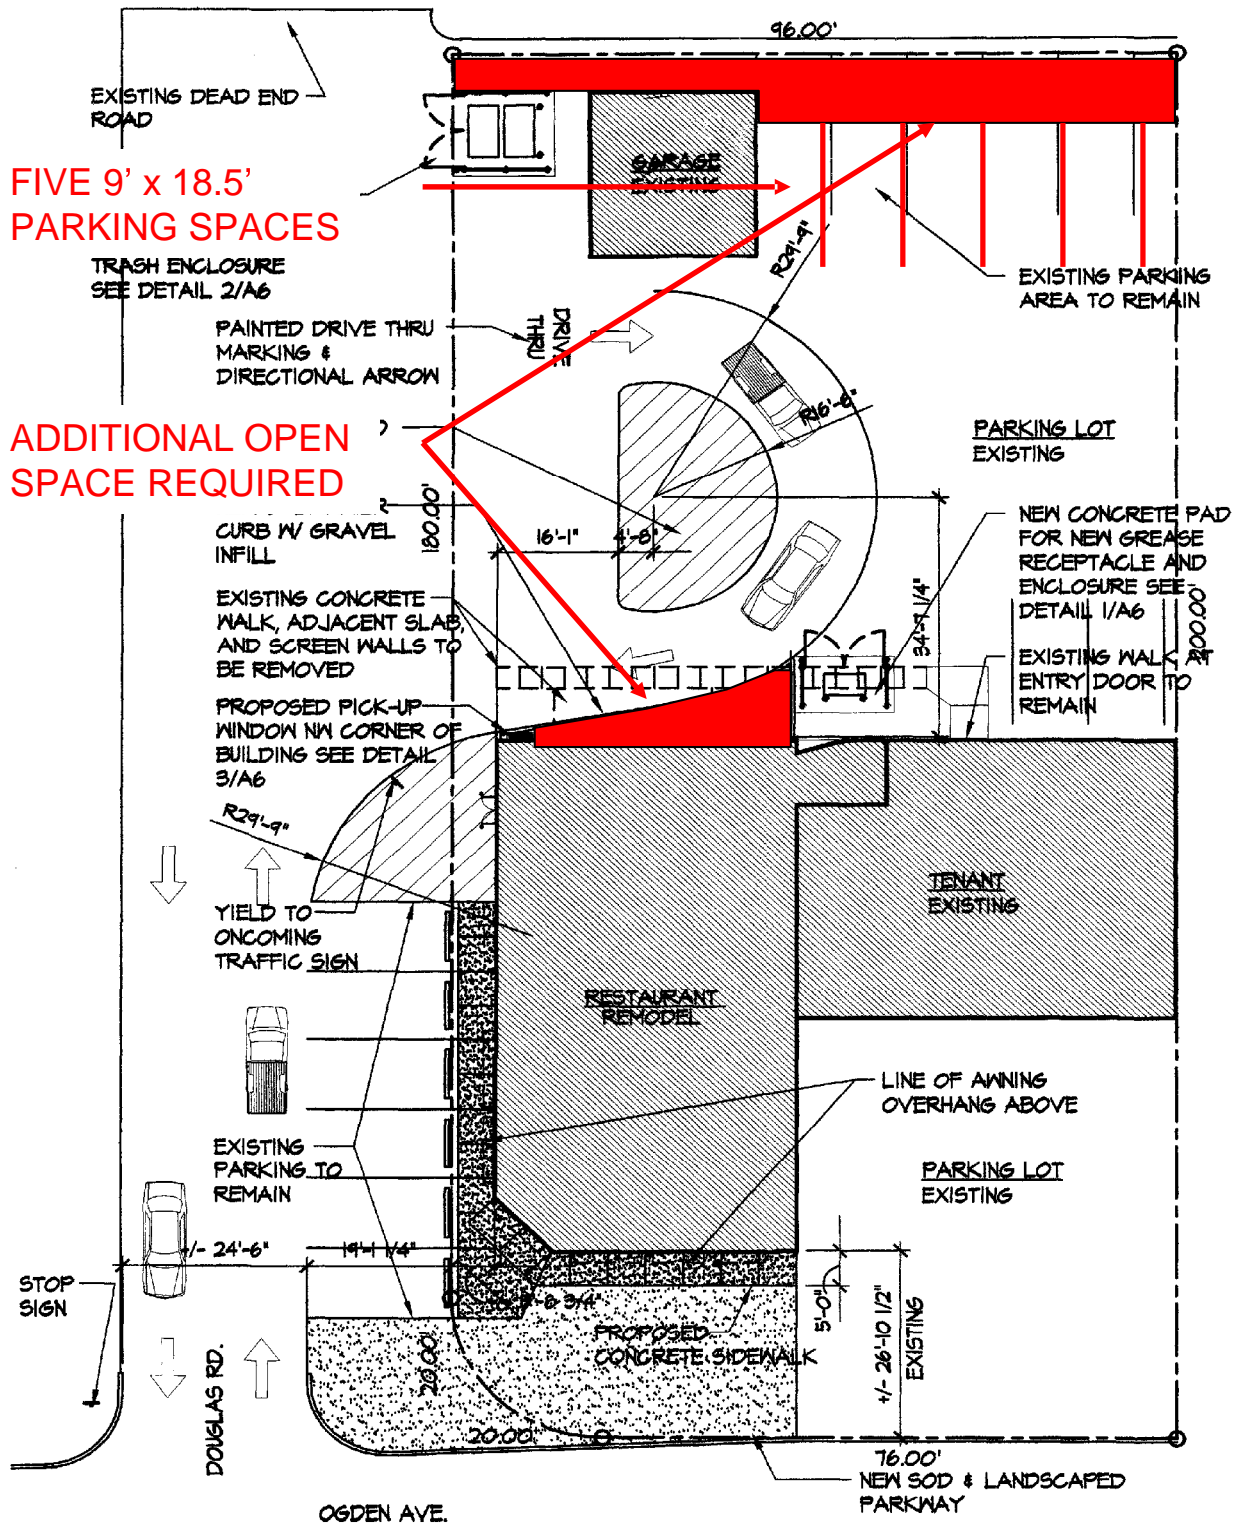 96.00'
EXISTING DEAD END
ROAD
FIVE 9' x 18.5'
PARKING SPACES
TRASH ENCLOSURE
SEE DETAIL 2/A6
GARAGE
EXISTING
R29'-9"
EXISTING PARKING
AREA TO REMAIN
PAINTED DRIVE THRU
MARKING &
DIRECTIONAL ARROW
DRIVE
THRU
R16'-6"
PARKING LOT
EXISTING
ADDITIONAL OPEN
SPACE REQUIRED
180.00'
CURB W/ GRAVEL
INFILL
16'-1"
4'-8"
NEW CONCRETE PAD
FOR NEW GREASE
RECEPTACLE AND
ENCLOSURE SEE
DETAIL 1/A6
34'-9 1/4"
200.00'
EXISTING CONCRETE
WALK, ADJACENT SLAB,
AND SCREEN WALLS TO
BE REMOVED
EXISTING WALK AT
ENTRY DOOR TO
REMAIN
PROPOSED PICK-UP
WINDOW NW CORNER OF
BUILDING SEE DETAIL
3/A6
R29'-9"
TENANT
EXISTING
YIELD TO
ONCOMING
TRAFFIC SIGN
RESTAURANT
REMODEL
LINE OF AWNING
OVERHANG ABOVE
EXISTING
PARKING TO
REMAIN
PARKING LOT
EXISTING
+/- 24'-6"
19'-1 1/4"
STOP
SIGN
6 3/4"
5'-0"
+/- 26'-10 1/2"
EXISTING
PROPOSED
CONCRETE SIDEWALK
DOUGLAS RD.
20.00'
20.00'
76.00'
NEW SOD & LANDSCAPED
PARKWAY
OGDEN AVE.